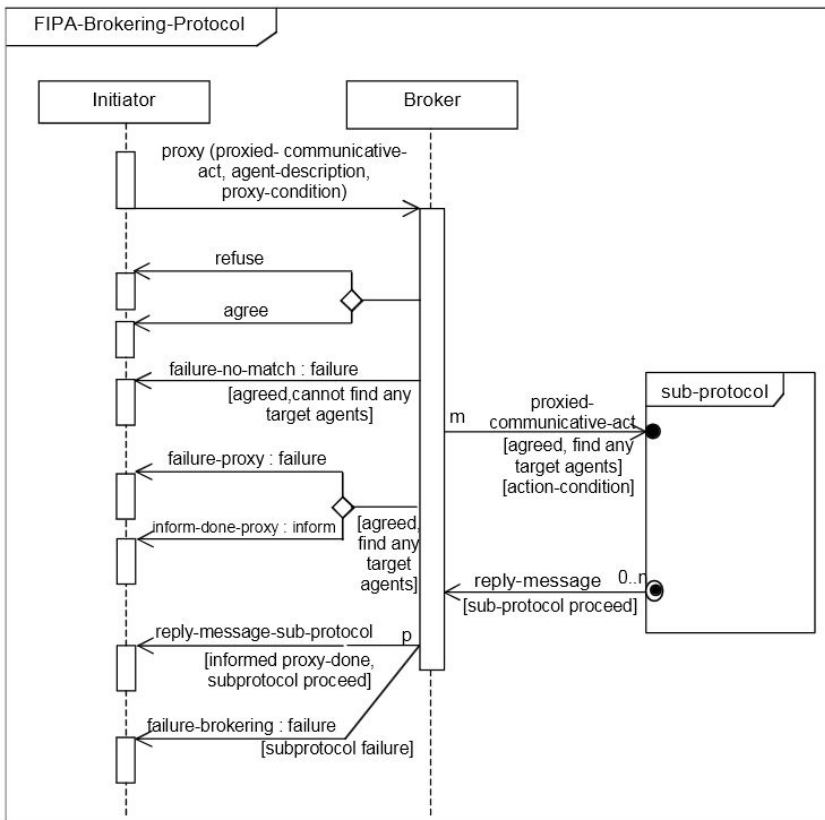 FIPA-Brokering-Protocol
Initiator
Broker
proxy (proxied- communicative-
act, agent-description,
proxy-condition)
refuse
agree
failure-no-match : failure
[agreed,cannot find any
target agents]
sub-protocol
m
proxied-
communicative-act
[agreed, find any
target agents]
[action-condition]
failure-proxy : failure
inform-done-proxy : inform
[agreed,
find any
target
agents]
reply-message
0..n
[sub-protocol proceed]
reply-message-sub-protocol
p
[informed proxy-done,
subprotocol proceed]
failure-brokering : failure
[subprotocol failure]